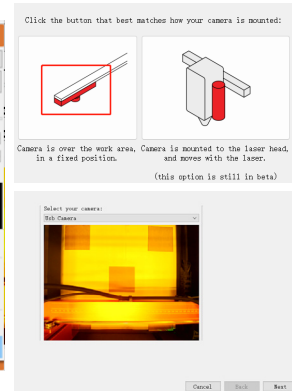 Click the button that best matches how your camera is mounted:
Camera is over the work area, in a fixed position.
Camera is mounted to the laser head, and moves with the laser.
(this option is still in beta)
Select your camera:
Usb Camera
Cancel
Back
Next